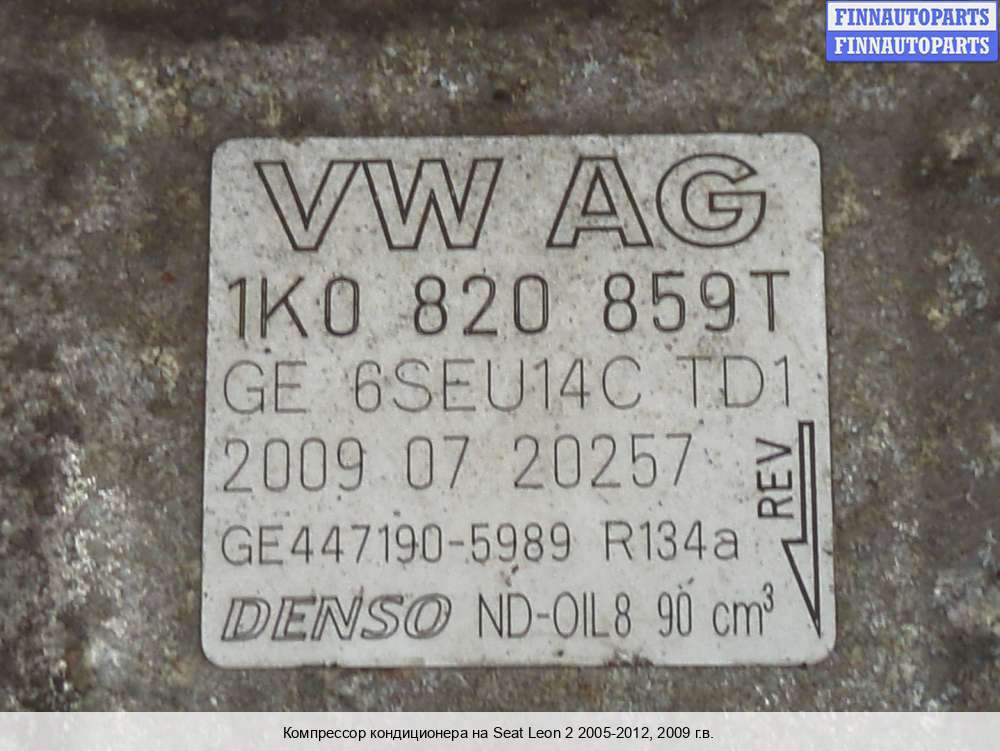 FINNAUTOPARTS
FINNAUTOPARTS
VW AG
1K0 820 859T
GE 6SEU14C TD1
2009 07 20257
REV
GE447190-5989 R134a
DENSO ND-OIL8 90 cm³
Компрессор кондиционера на Seat Leon 2 2005-2012, 2009 г.в.